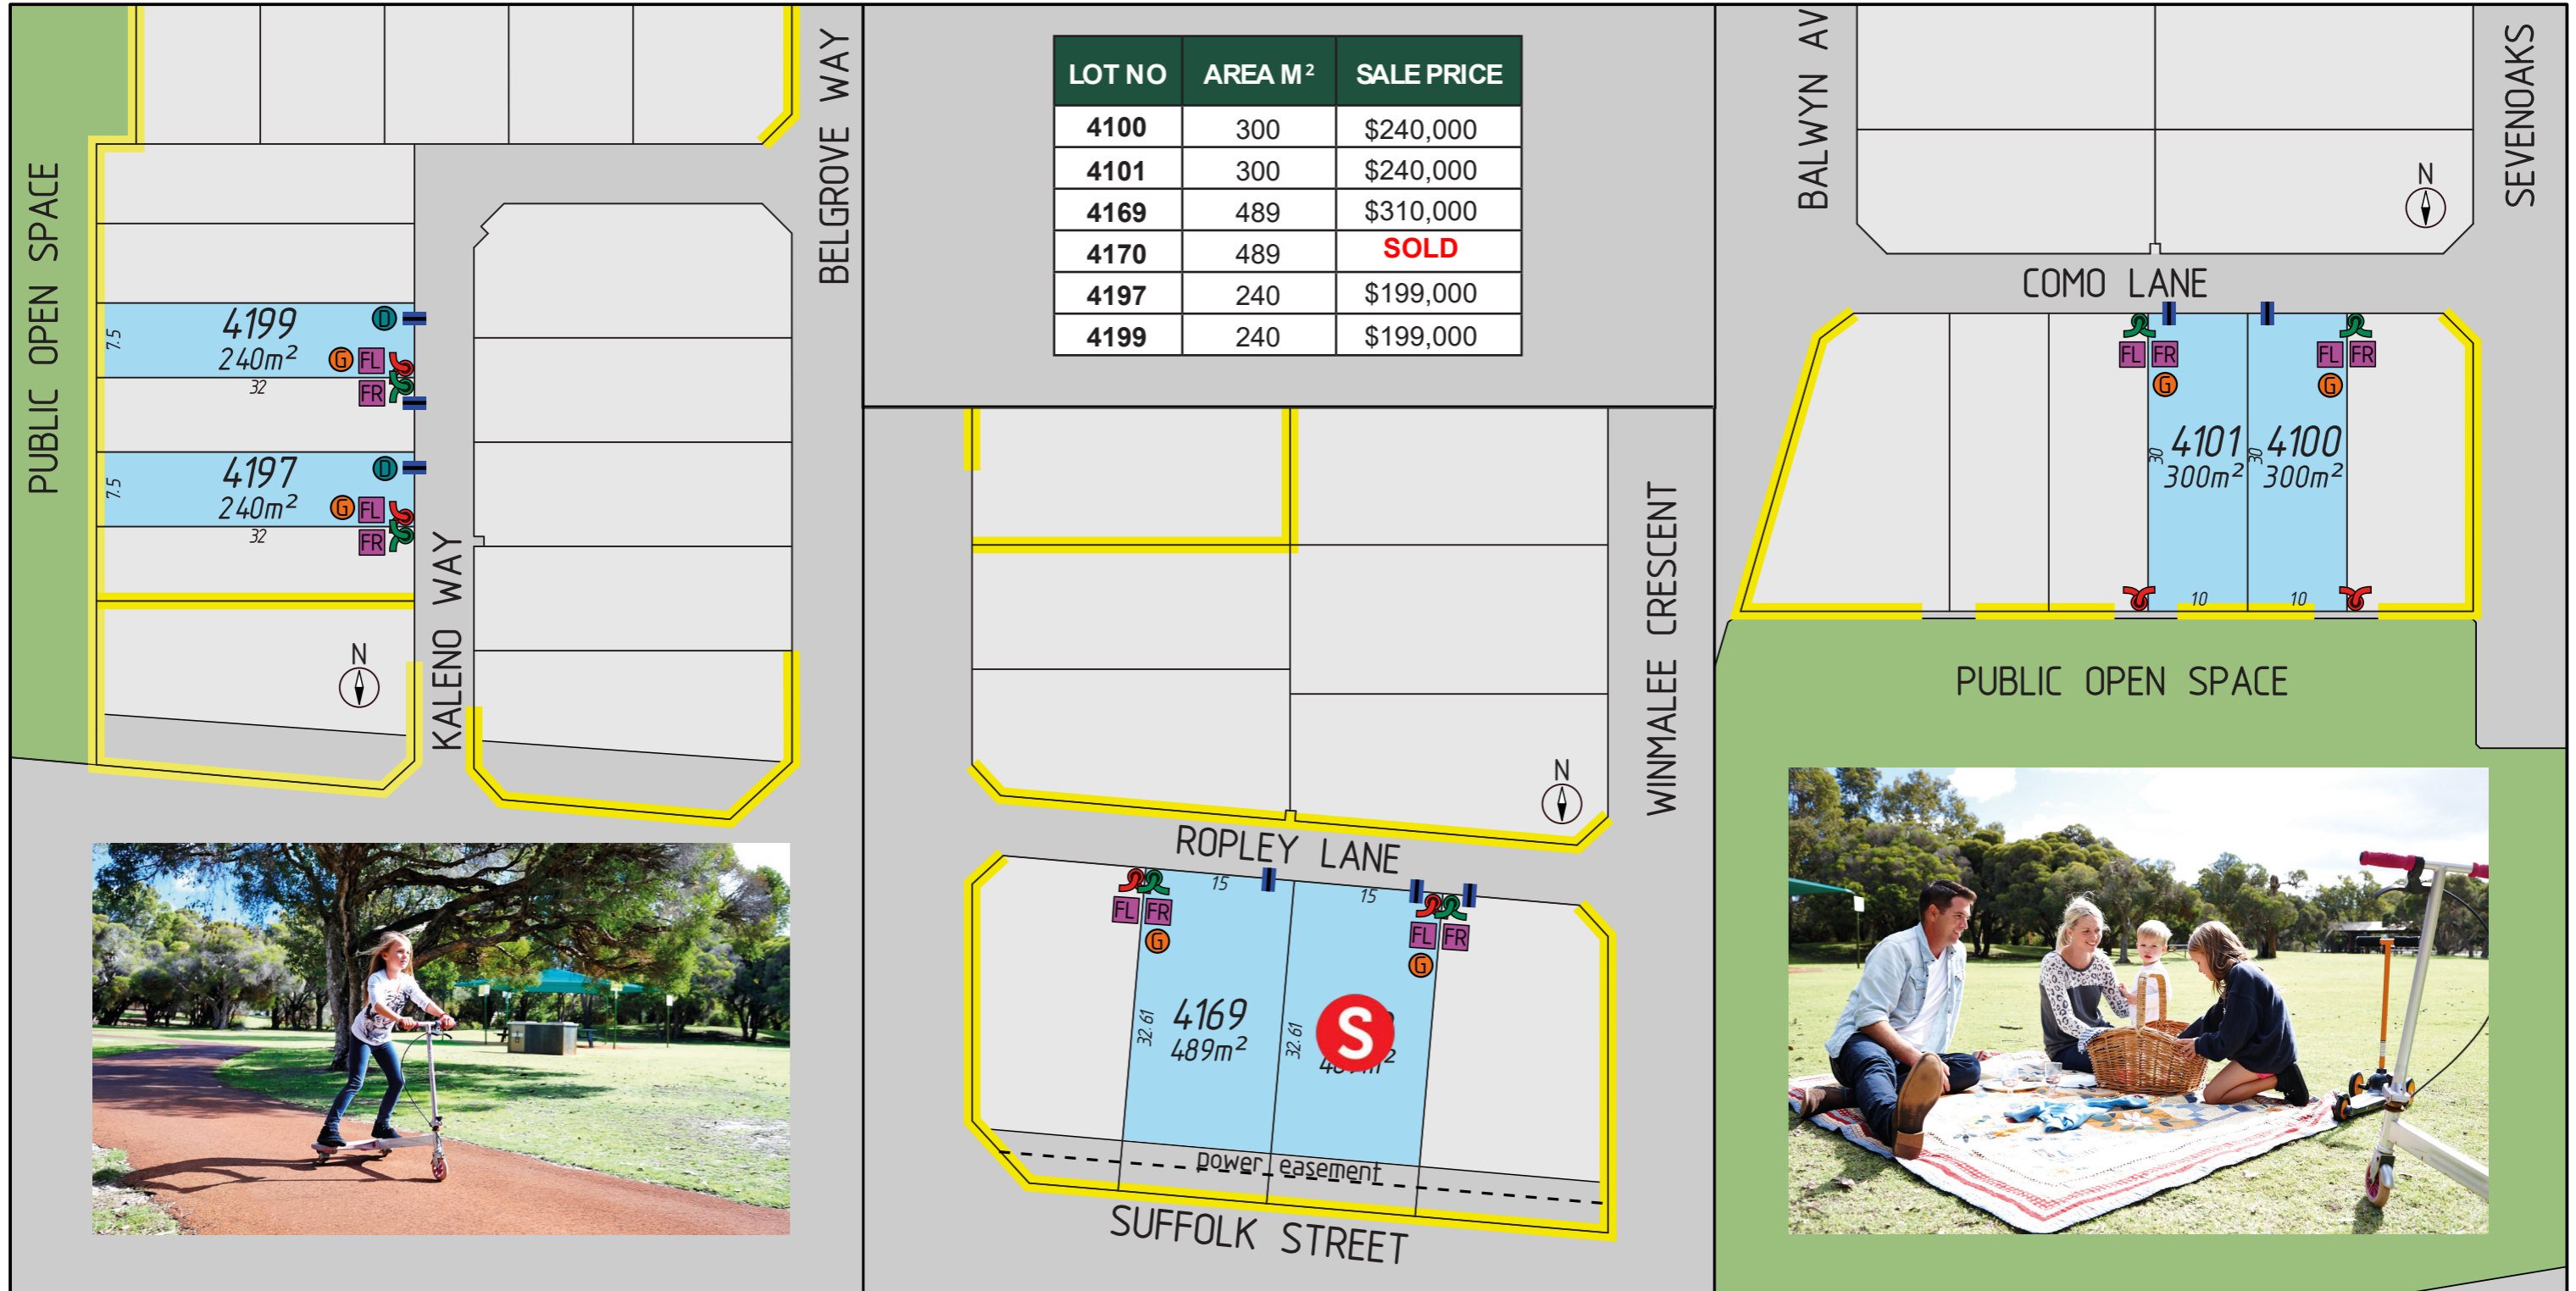 LOT NO AREA M² SALE PRICE
4100 300 $240,000
4101 300 $240,000
4169 489 $310,000
4170 489 SOLD
4197 240 $199,000
4199 240 $199,000
PUBLIC OPEN SPACE
BELGROVE WAY
KALENO WAY
4199
240m²
7.5
32
D
G FL
FR
4197
240m²
7.5
32
D
G FL
FR
N
WINMALEE CRESCENT
N
ROPLEY LANE
15
15
FL FR
G
FL FR
G
4169
489m²
32.61
32.61
S
power easement
SUFFOLK STREET
BALWYN AV
SEVENOAKS
N
COMO LANE
FL FR
G
FL FR
G
4101
300m²
30
4100
300m²
30
10
10
PUBLIC OPEN SPACE